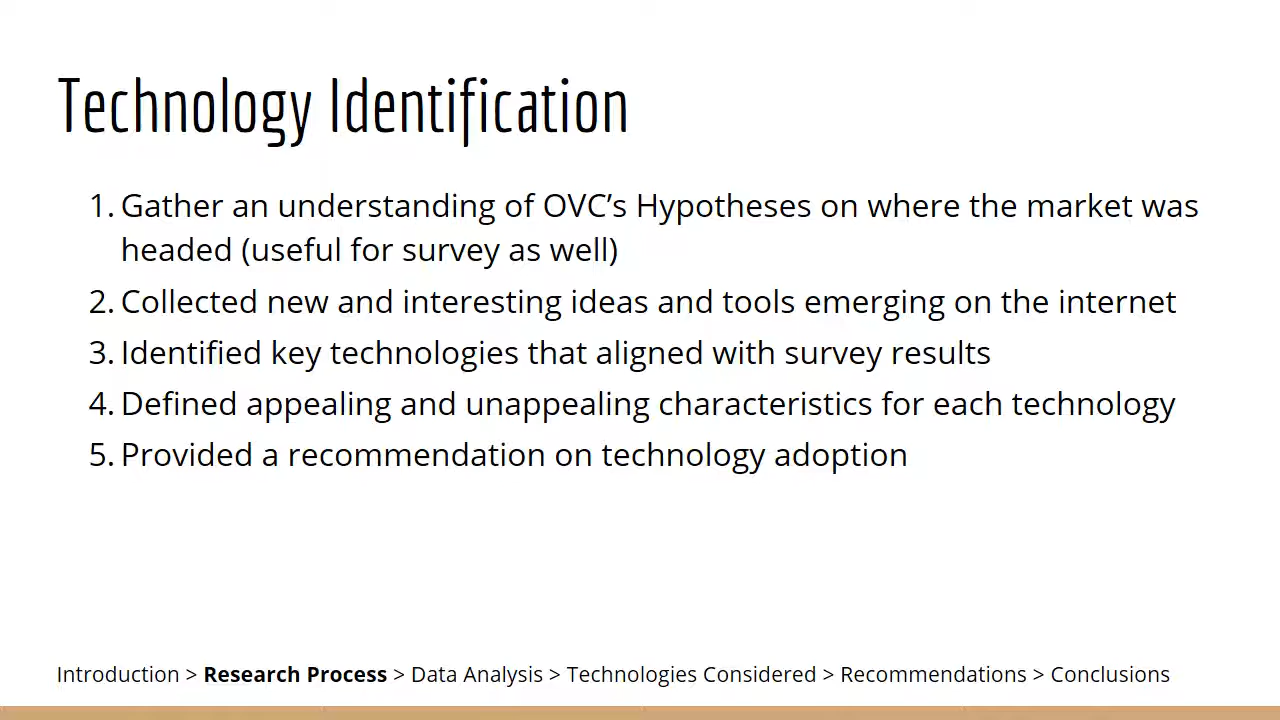 Technology Identification
1. Gather an understanding of OVC’s Hypotheses on where the market was
headed (useful for survey as well)
2. Collected new and interesting ideas and tools emerging on the internet
3. Identified key technologies that aligned with survey results
4. Defined appealing and unappealing characteristics for each technology
5. Provided a recommendation on technology adoption
Introduction > Research Process > Data Analysis > Technologies Considered > Recommendations > Conclusions